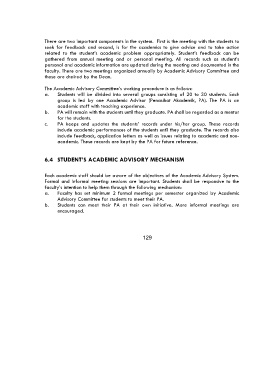 There are two important components in the system. First is the meeting with the students to
seek for feedback and second, is for the academics to give advise and to take action
related to the student's academic problem appropriately. Student's feedback can be
gathered from annual meeting and or personal meeting. All records such as student's
personal and academic information are updated during the meeting and documented in the
faculty. There are two meetings organized annually by Academic Advisory Committee and
these are chaired by the Dean.
The Academic Advisory Committee's working procedure is as follows:
a. Students will be divided into several groups consisting of 20 to 30 students. Each
group is led by one Academic Advisor (Penasihat Akademik, PA). The PA is an
academic staff with teaching experience.
b. PA will remain with the students until they graduate. PA shall be regarded as a mentor
for the students.
c. PA keeps and updates the students' records under his/her group. These records
include academic performances of the students until they graduate. The records also
include feedback, application letters as well as issues relating to academic and non-
academic. These records are kept by the PA for future reference.
6.4 STUDENT'S ACADEMIC ADVISORY MECHANISM
Each academic staff should be aware of the objectives of the Academic Advisory System.
Formal and informal meeting sessions are important. Students shall be responsive to the
faculty's intention to help them through the following mechanism:
a. Faculty has set minimum 2 formal meetings per semester organized by Academic
Advisory Committee for students to meet their PA.
b. Students can meet their PA at their own initiative. More informal meetings are
encouraged.
129